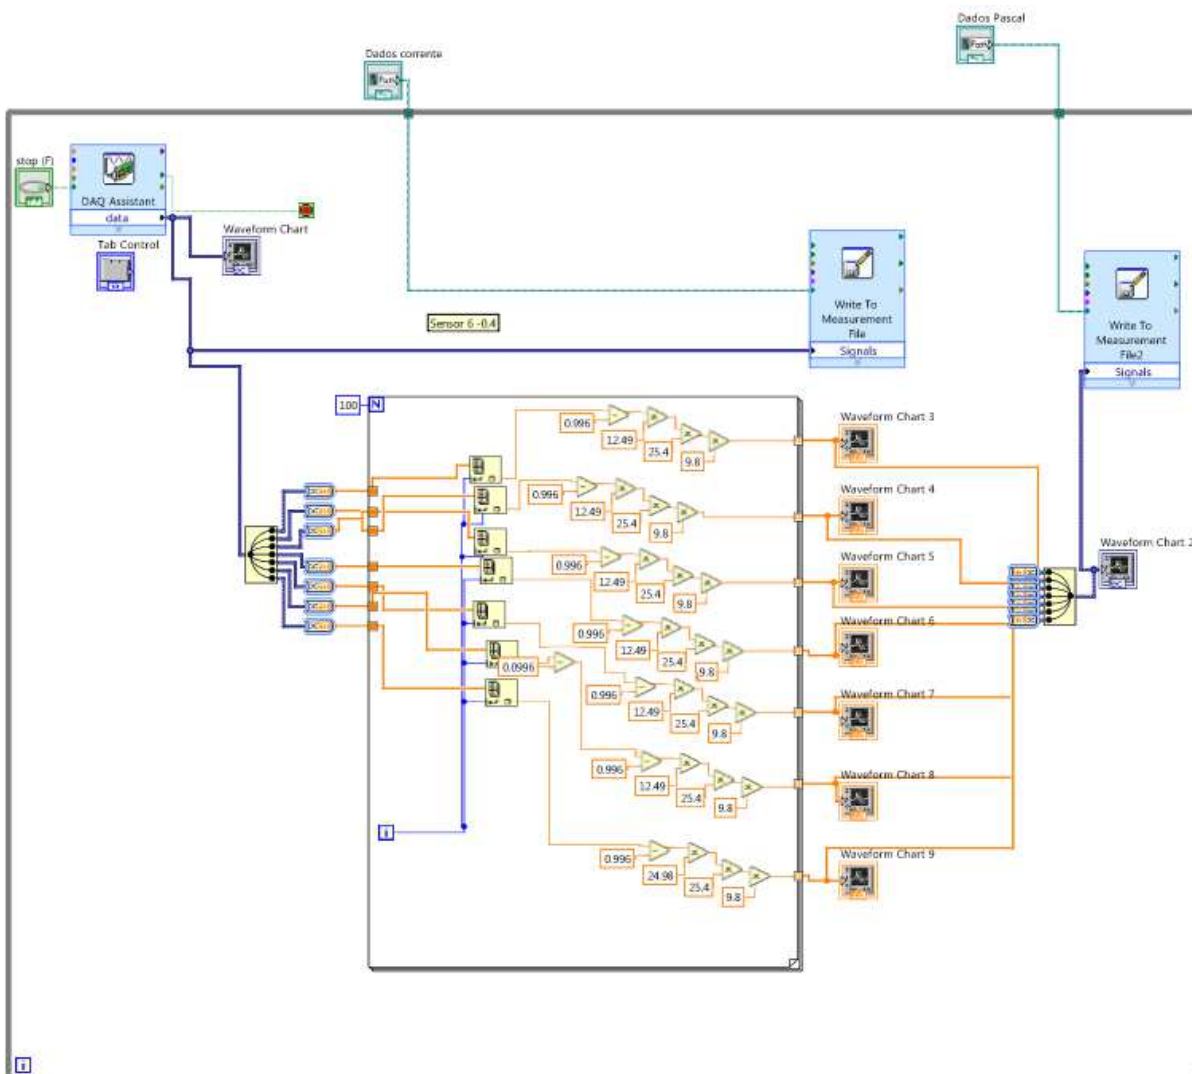 Dados Pascal
Dados corrente
stop (F)
DAQ Assistant
data
Waveform Chart
Tab Control
Sensor 6 -0.4
Write To
Measurement
File
Signals
Write To
Measurement
File2
Signals
100
N
0.996
12.49
25.4
9.8
Waveform Chart 3
0.996
12.49
25.4
9.8
Waveform Chart 4
0.996
12.49
25.4
9.8
Waveform Chart 5
Waveform Chart 2
0.996
12.49
25.4
9.8
Waveform Chart 6
0.0996
0.996
12.49
25.4
9.8
Waveform Chart 7
0.996
12.49
25.4
9.8
Waveform Chart 8
i
0.996
24.98
25.4
9.8
Waveform Chart 9
i